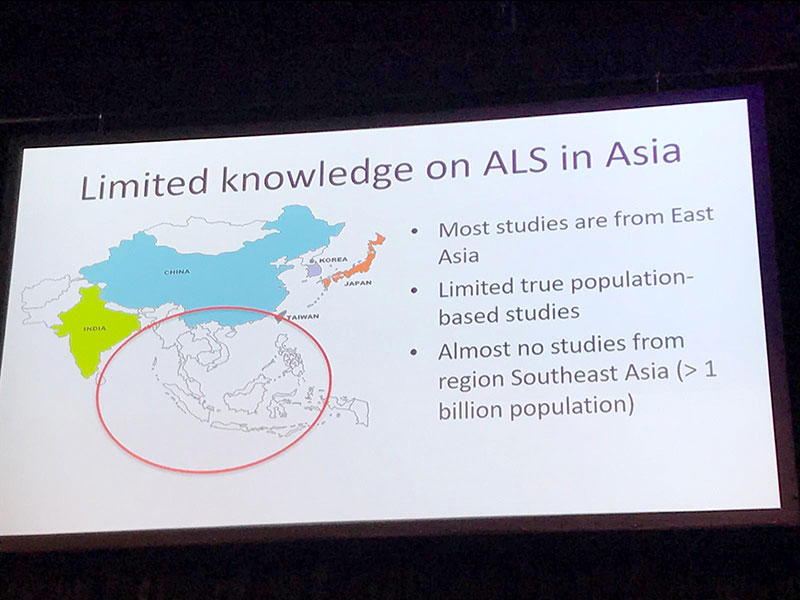 Limited knowledge on ALS in Asia
CHINA
S. KOREA
JAPAN
TAIWAN
INDIA
• Most studies are from East
Asia
• Limited true population-
based studies
• Almost no studies from
region Southeast Asia (> 1
billion population)